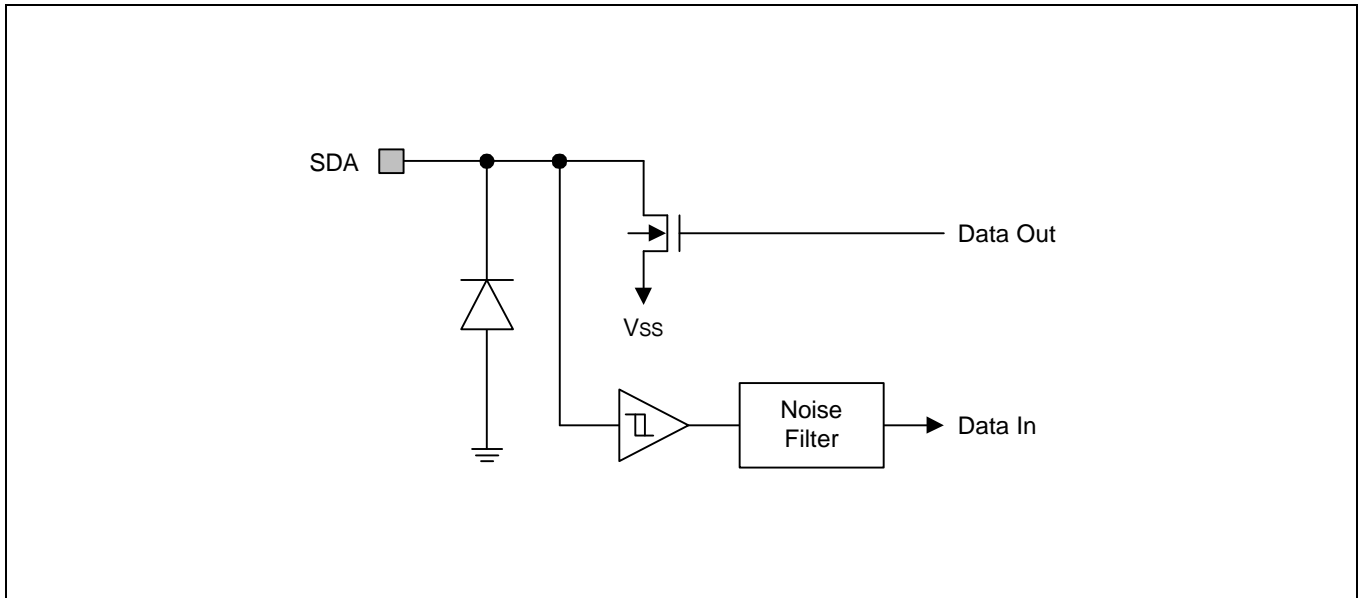 SDA
Data Out
VSS
Noise
Filter
Data In